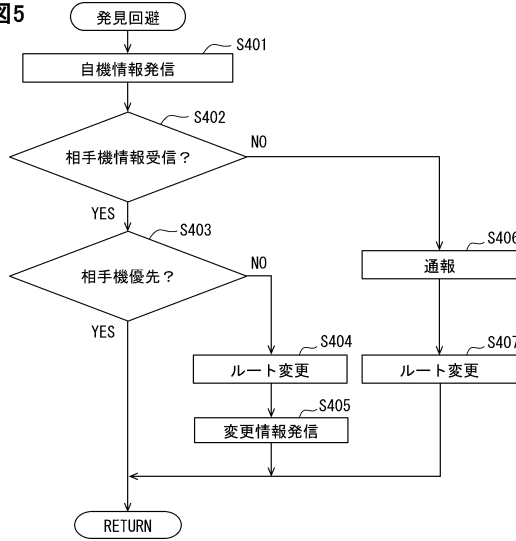 図5
発見回避
S401
自機情報発信
S402
相手機情報受信？
NO
YES
S403
相手機優先？
NO
YES
S406
通報
S404
ルート変更
S407
ルート変更
S405
変更情報発信
RETURN